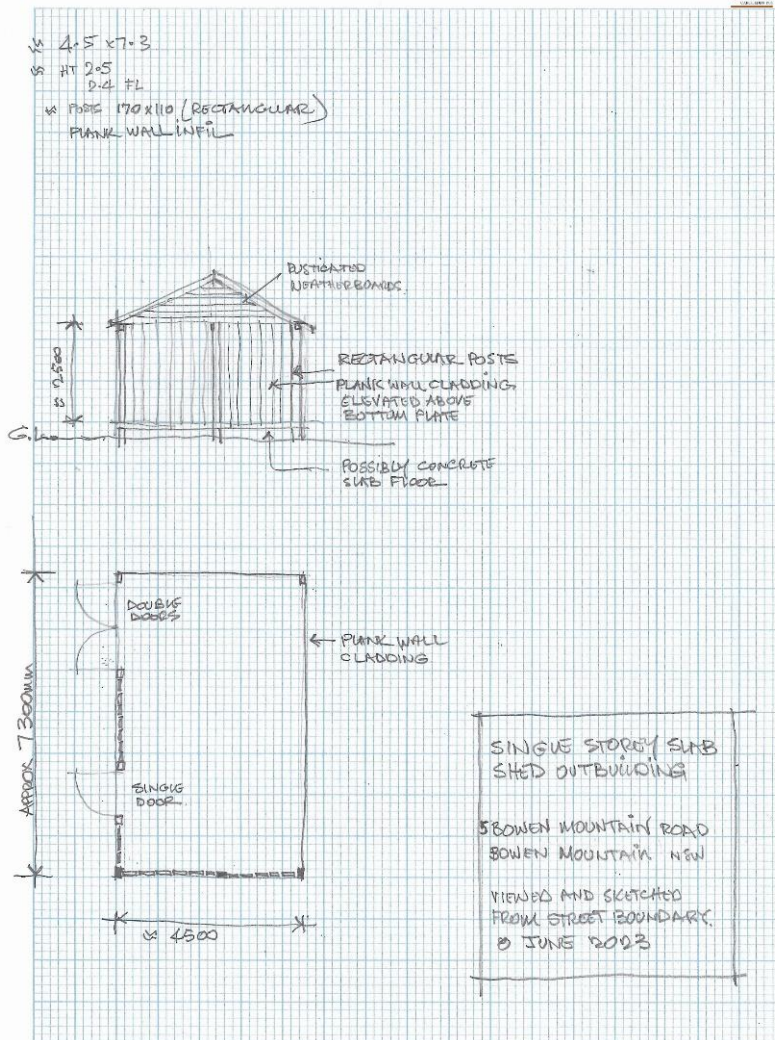 ≈ 4.5 x 7.3
≈ HT 2.5
2.4 FL
≈ POSTS 170 x 110 (RECTANGULAR)
PLANK WALL INFIL
RUSTICATED
WEATHERBOARDS.
≈ 2500
RECTANGULAR POSTS
PLANK WALL CLADDING
ELEVATED ABOVE
BOTTOM PLATE
G.L.
POSSIBLY CONCRETE
SLAB FLOOR
DOUBLE
DOORS
PLANK WALL
CLADDING
APPROX 7300mm
SINGLE
DOOR
≈ 4500
SINGLE STOREY SLAB
SHED OUTBUILDING
5 BOWEN MOUNTAIN ROAD
BOWEN MOUNTAIN NSW
VIEWED AND SKETCHED
FROM STREET BOUNDARY.
8 JUNE 2023